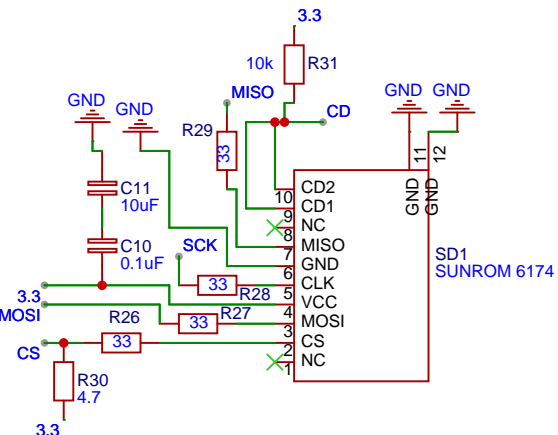 3.3
10k R31
MISO
CD
GND
GND
GND GND
R29
33
11
12
GND
GND
C11
10uF
CD2
10
CD1
9
NC
8
MISO
7
GND
6
CLK
5
VCC
4
MOSI
3
CS
2
NC
1
SD1
SUNROM 6174
SCK
C10
0.1uF
33
R28
3.3
MOSI
R26
R27
33
33
CS
R30
4.7
3.3